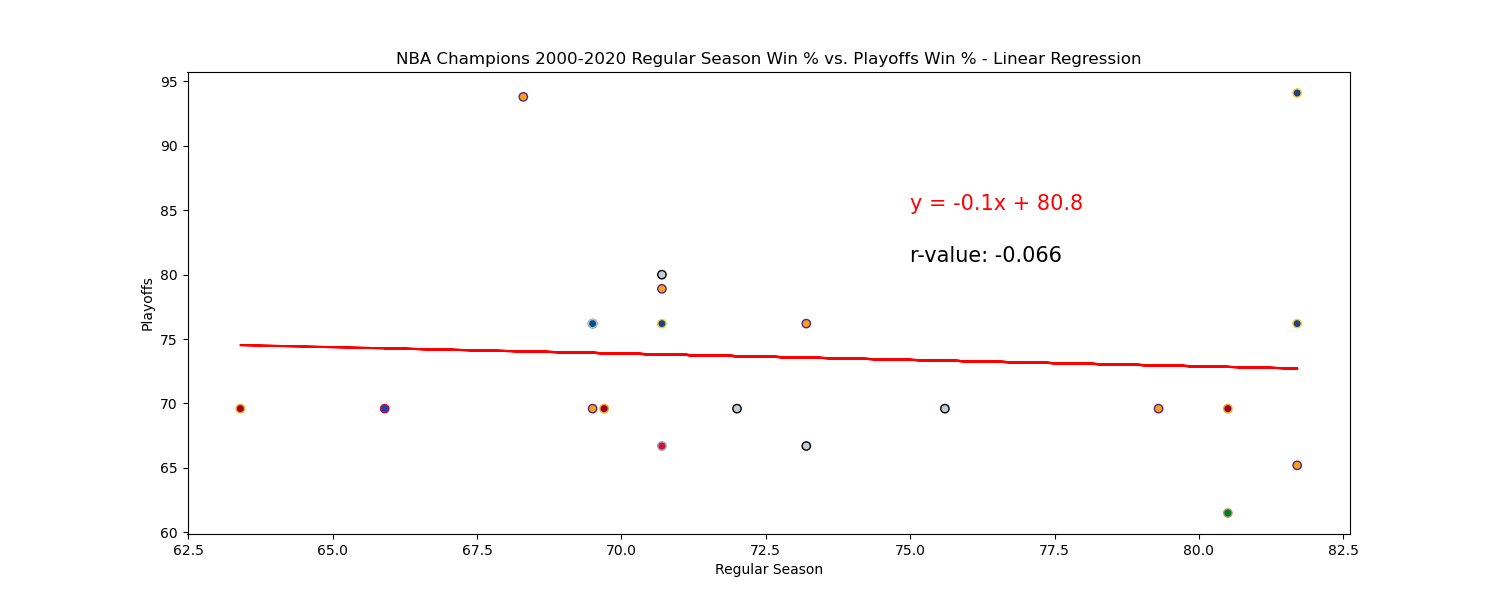 NBA Champions 2000-2020 Regular Season Win % vs. Playoffs Win % - Linear Regression
95
90
85
80
75
70
65
60
Playoffs
y = -0.1x + 80.8
r-value: -0.066
62.5 65.0 67.5 70.0 72.5 75.0 77.5 80.0 82.5
Regular Season